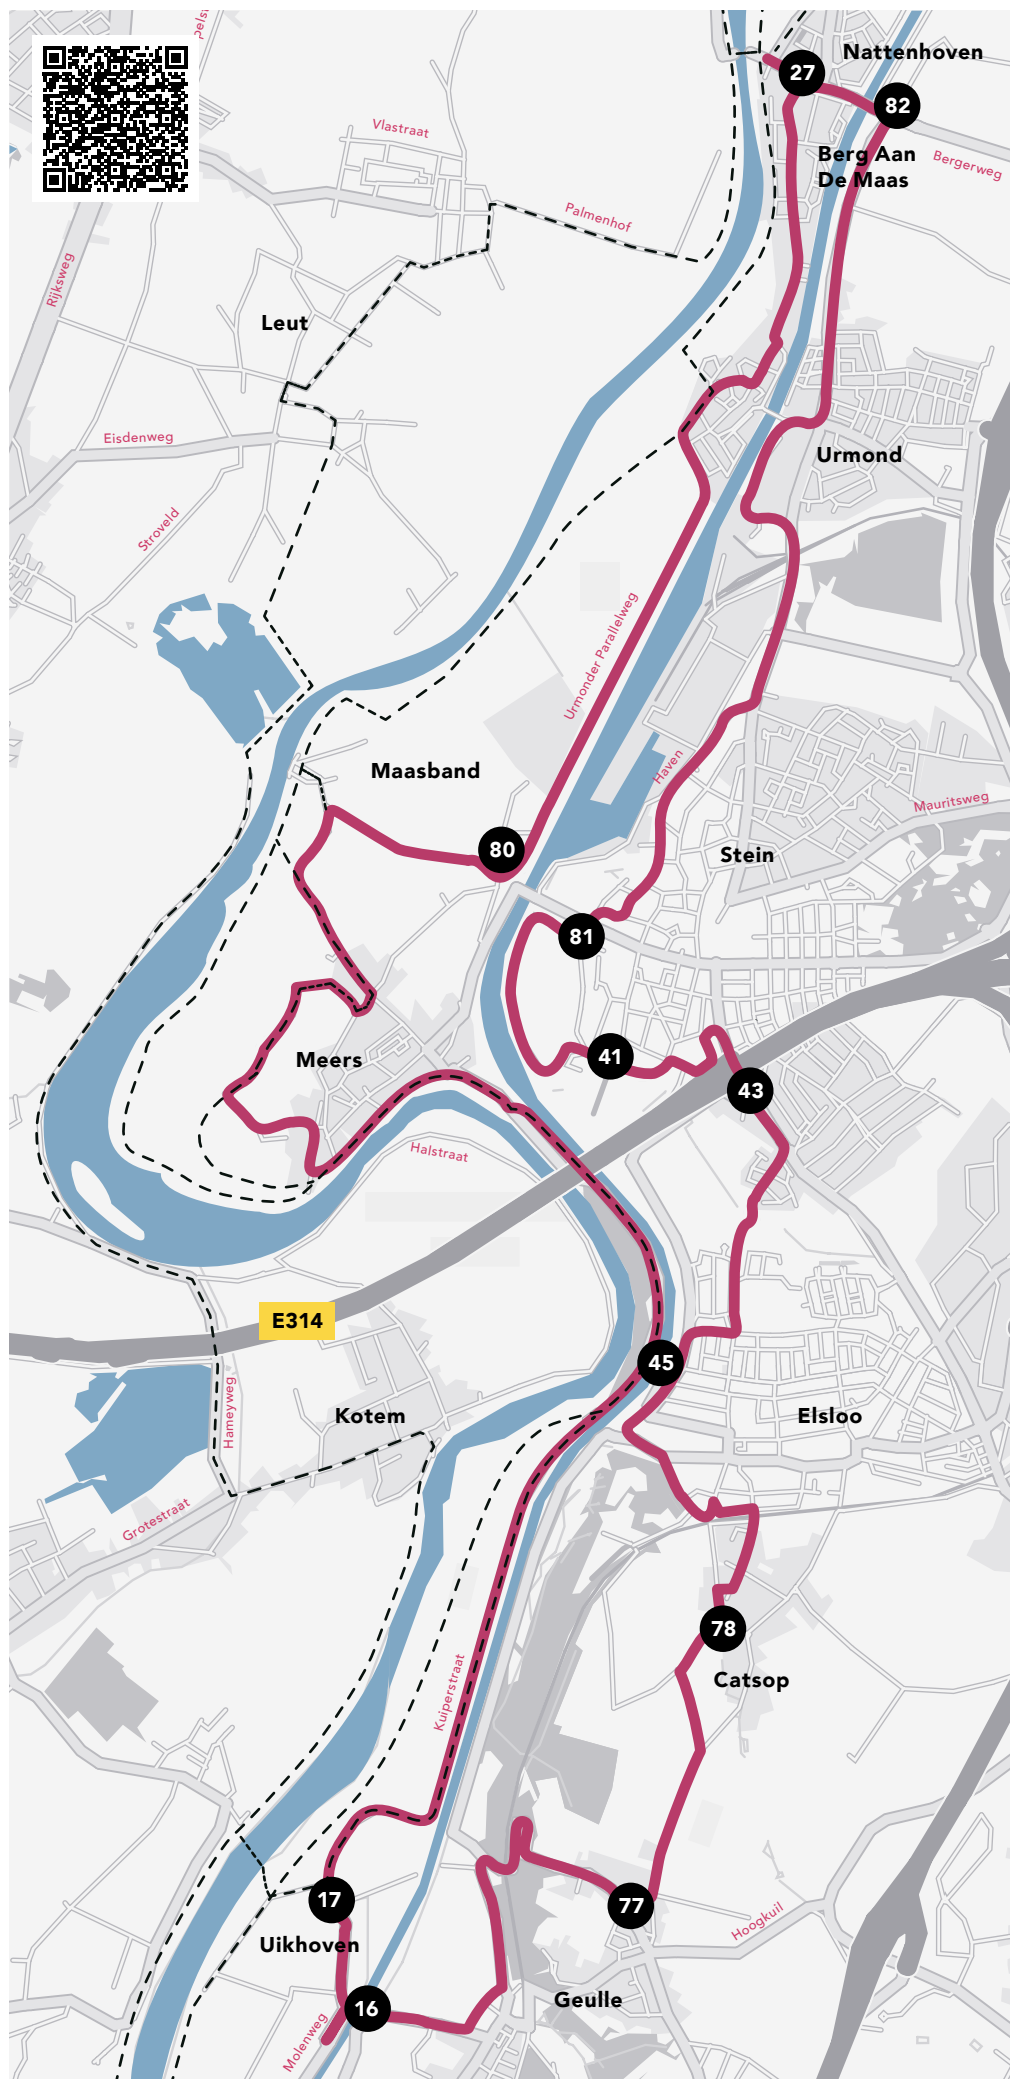 Nattenhoven
27
82
Vlastraat
Berg Aan
De Maas
Bergerweg
Palmenhof
Rijksweg
Leut
Eisdenweg
Urmond
Stroveld
Urmonder Parallelweg
Maasband
Haven
Mauritsweg
80
Stein
81
Meers
41
43
Halstraat
E314
45
Hameyweg
Kotem
Elsloo
Grotestraat
78
Catsop
Kuiperstraat
17
77
Hoogkuil
Uikhoven
16
Geulle
Molenweg